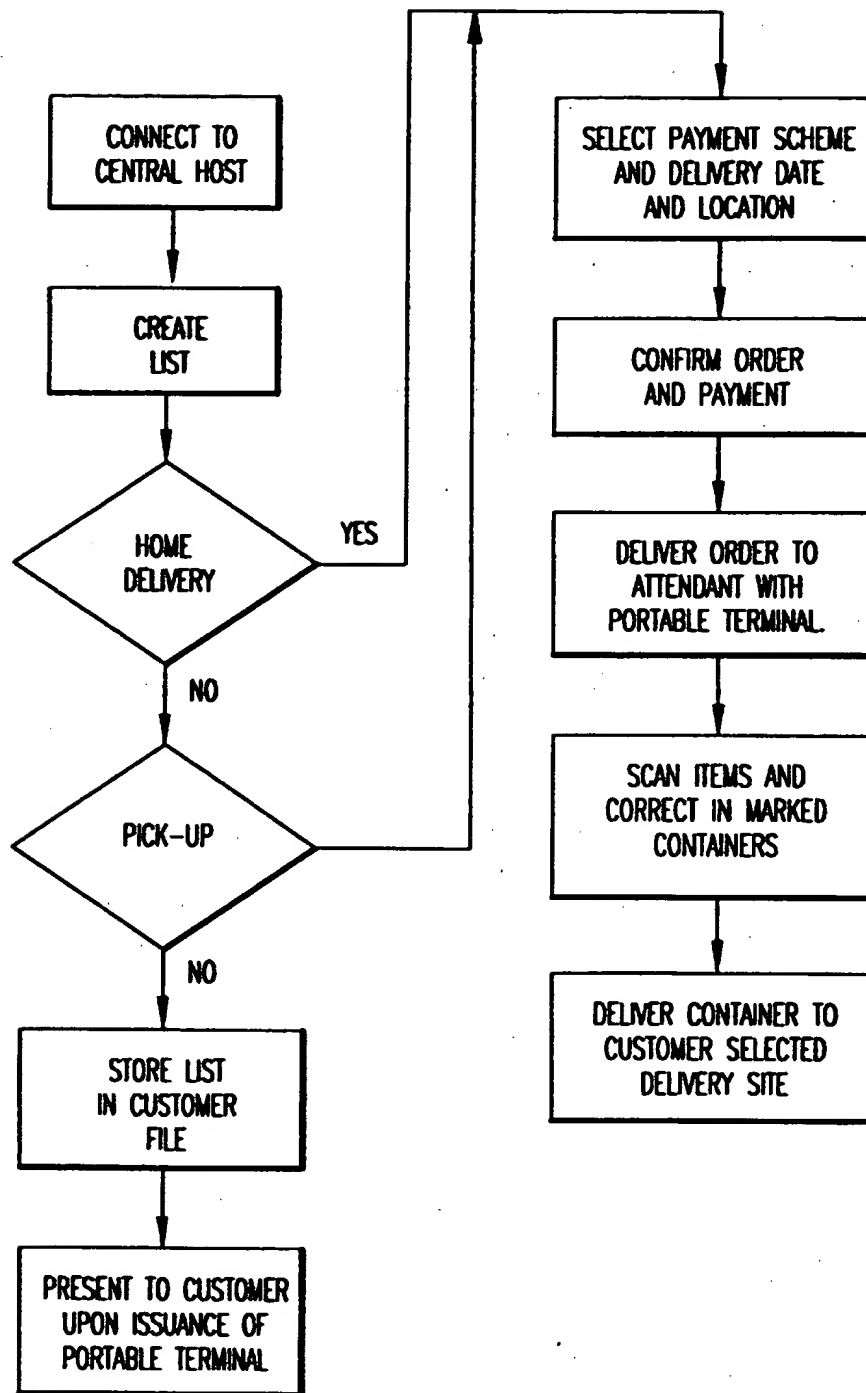 CONNECT TO
CENTRAL HOST
CREATE
LIST
HOME
DELIVERY
YES
NO
PICK-UP
NO
STORE LIST
IN CUSTOMER
FILE
PRESENT TO CUSTOMER
UPON ISSUANCE OF
PORTABLE TERMINAL
SELECT PAYMENT SCHEME
AND DELIVERY DATE
AND LOCATION
CONFIRM ORDER
AND PAYMENT
DELIVER ORDER TO
ATTENDANT WITH
PORTABLE TERMINAL.
SCAN ITEMS AND
CORRECT IN MARKED
CONTAINERS
DELIVER CONTAINER TO
CUSTOMER SELECTED
DELIVERY SITE